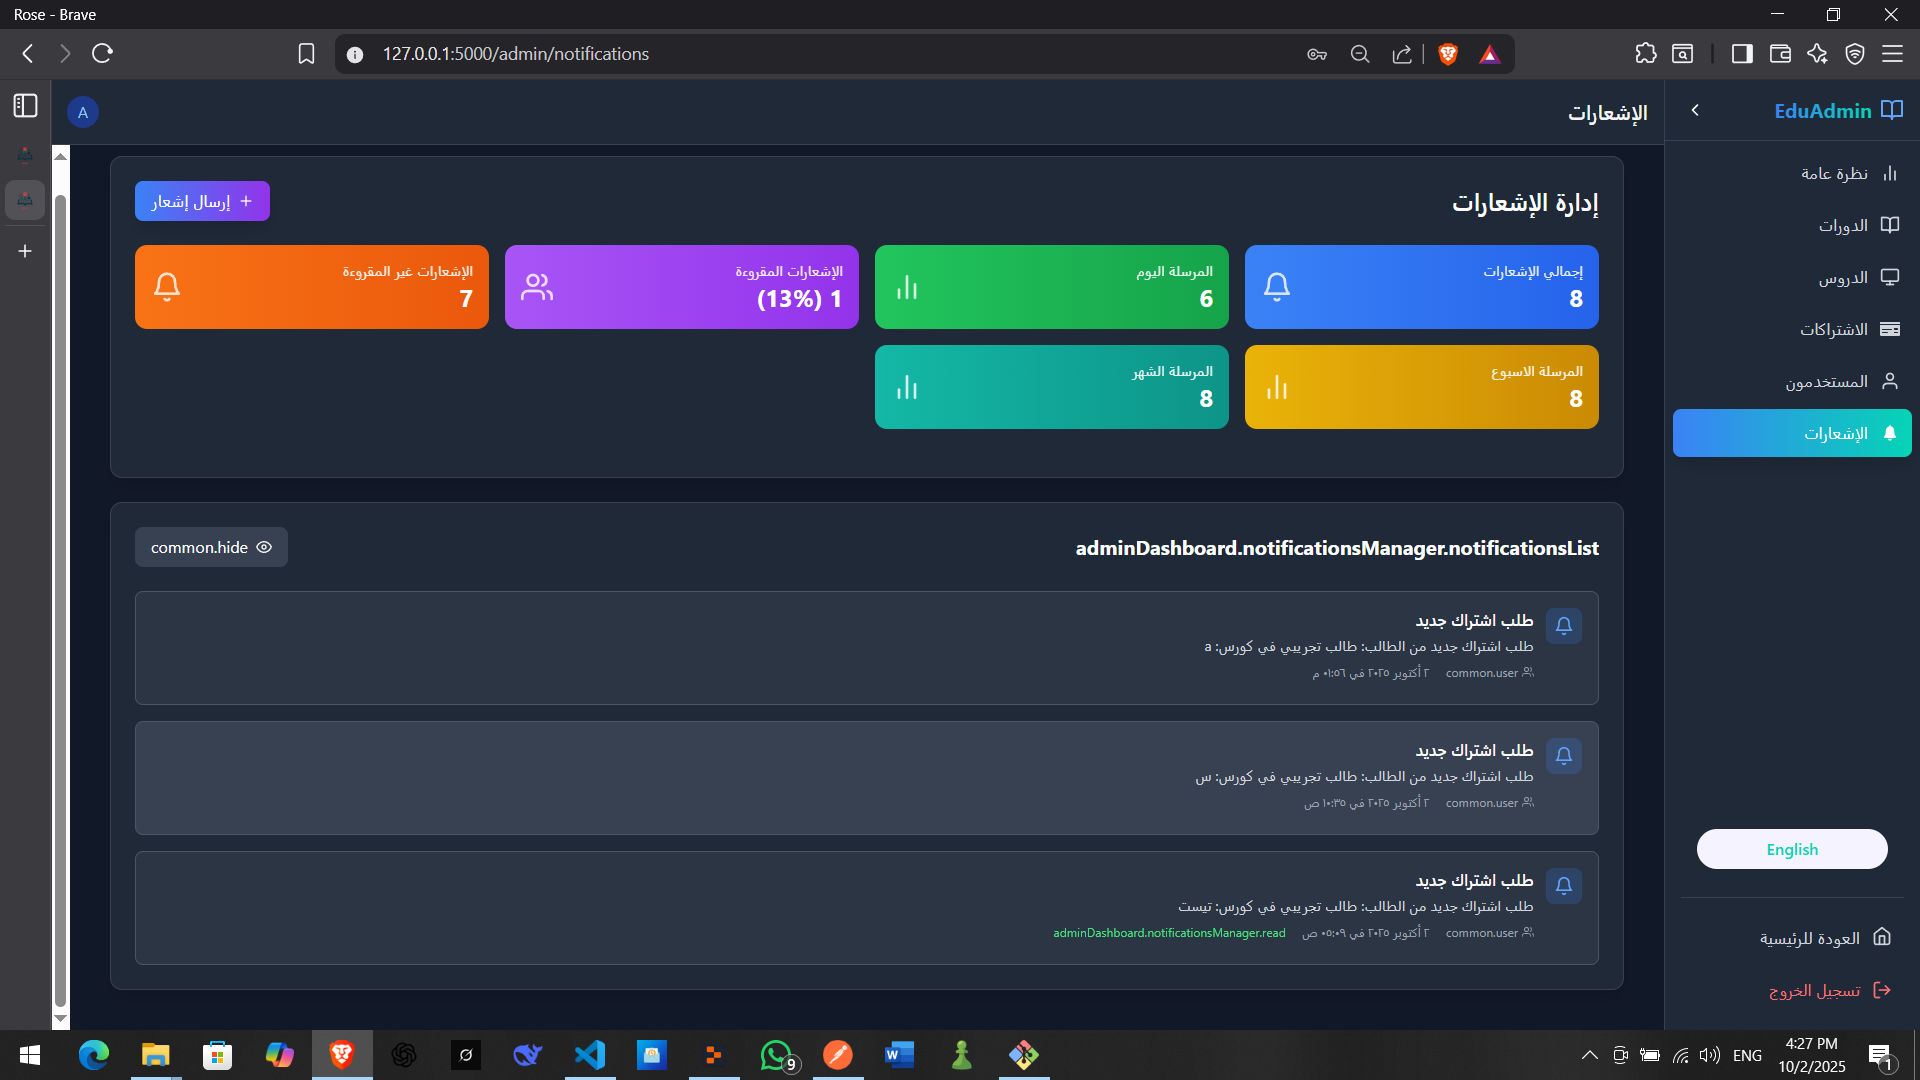 Rose - Brave
127.0.0.1:5000/admin/notifications
A
الإشعارات
EduAdmin
نظرة عامة
الدورات
الدروس
الاشتراكات
المستخدمون
الإشعارات
English
العودة للرئيسية
تسجيل الخروج
إدارة الإشعارات
+ إرسال إشعار
إجمالي الإشعارات
8
المرسلة اليوم
6
الإشعارات المقروءة
1 (13%)
الإشعارات غير المقروءة
7
المرسلة الاسبوع
8
المرسلة الشهر
8
adminDashboard.notificationsManager.notificationsList
common.hide
طلب اشتراك جديد
طلب اشتراك جديد من الطالب: طالب تجريبي في كورس: a
common.user ٢ أكتوبر ٢٠٢٥ في ٠١:٥٦ م
طلب اشتراك جديد
طلب اشتراك جديد من الطالب: طالب تجريبي في كورس: س
common.user ٢ أكتوبر ٢٠٢٥ في ١٠:٣٥ ص
طلب اشتراك جديد
طلب اشتراك جديد من الطالب: طالب تجريبي في كورس: تيست
common.user ٢ أكتوبر ٢٠٢٥ في ٠٥:٠٩ ص adminDashboard.notificationsManager.read
9
W
ENG
4:27 PM
10/2/2025
1